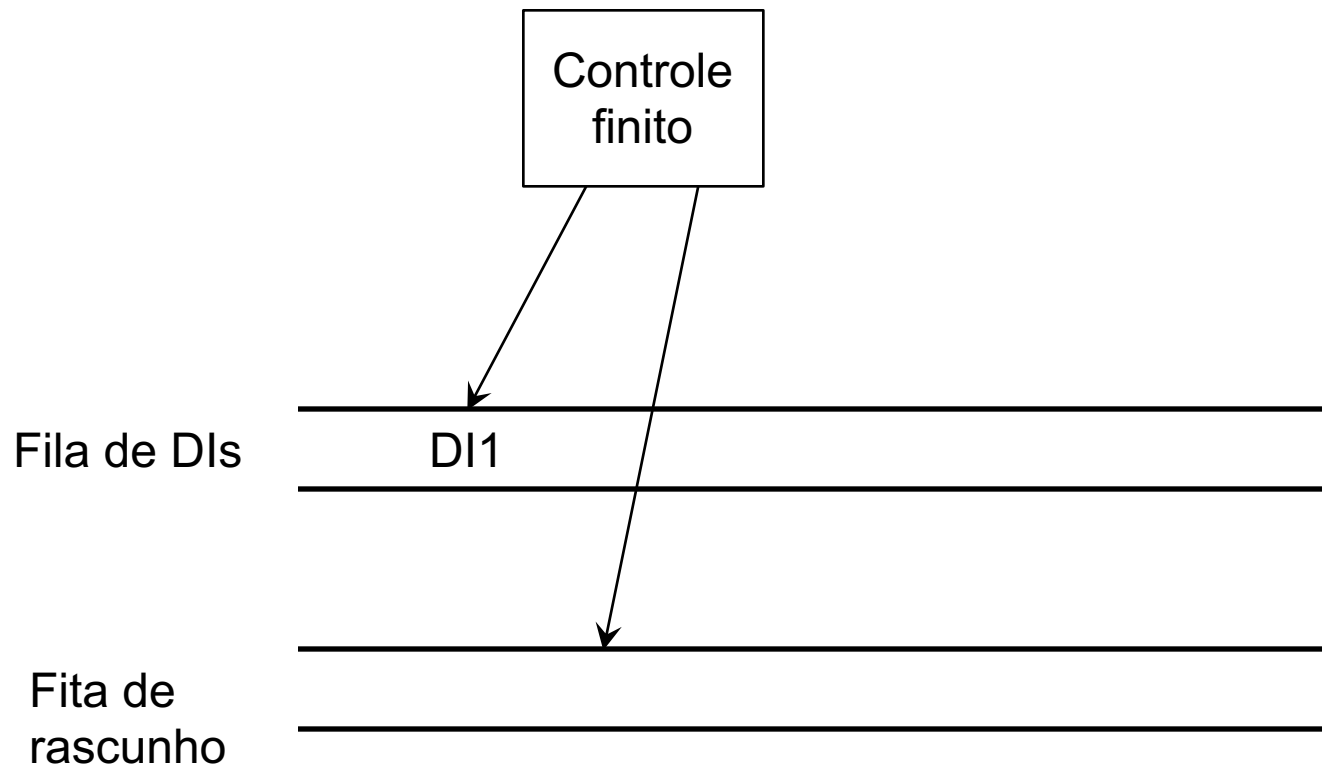 Controle
finito
Fila de DIs
DI1
Fita de
rascunho